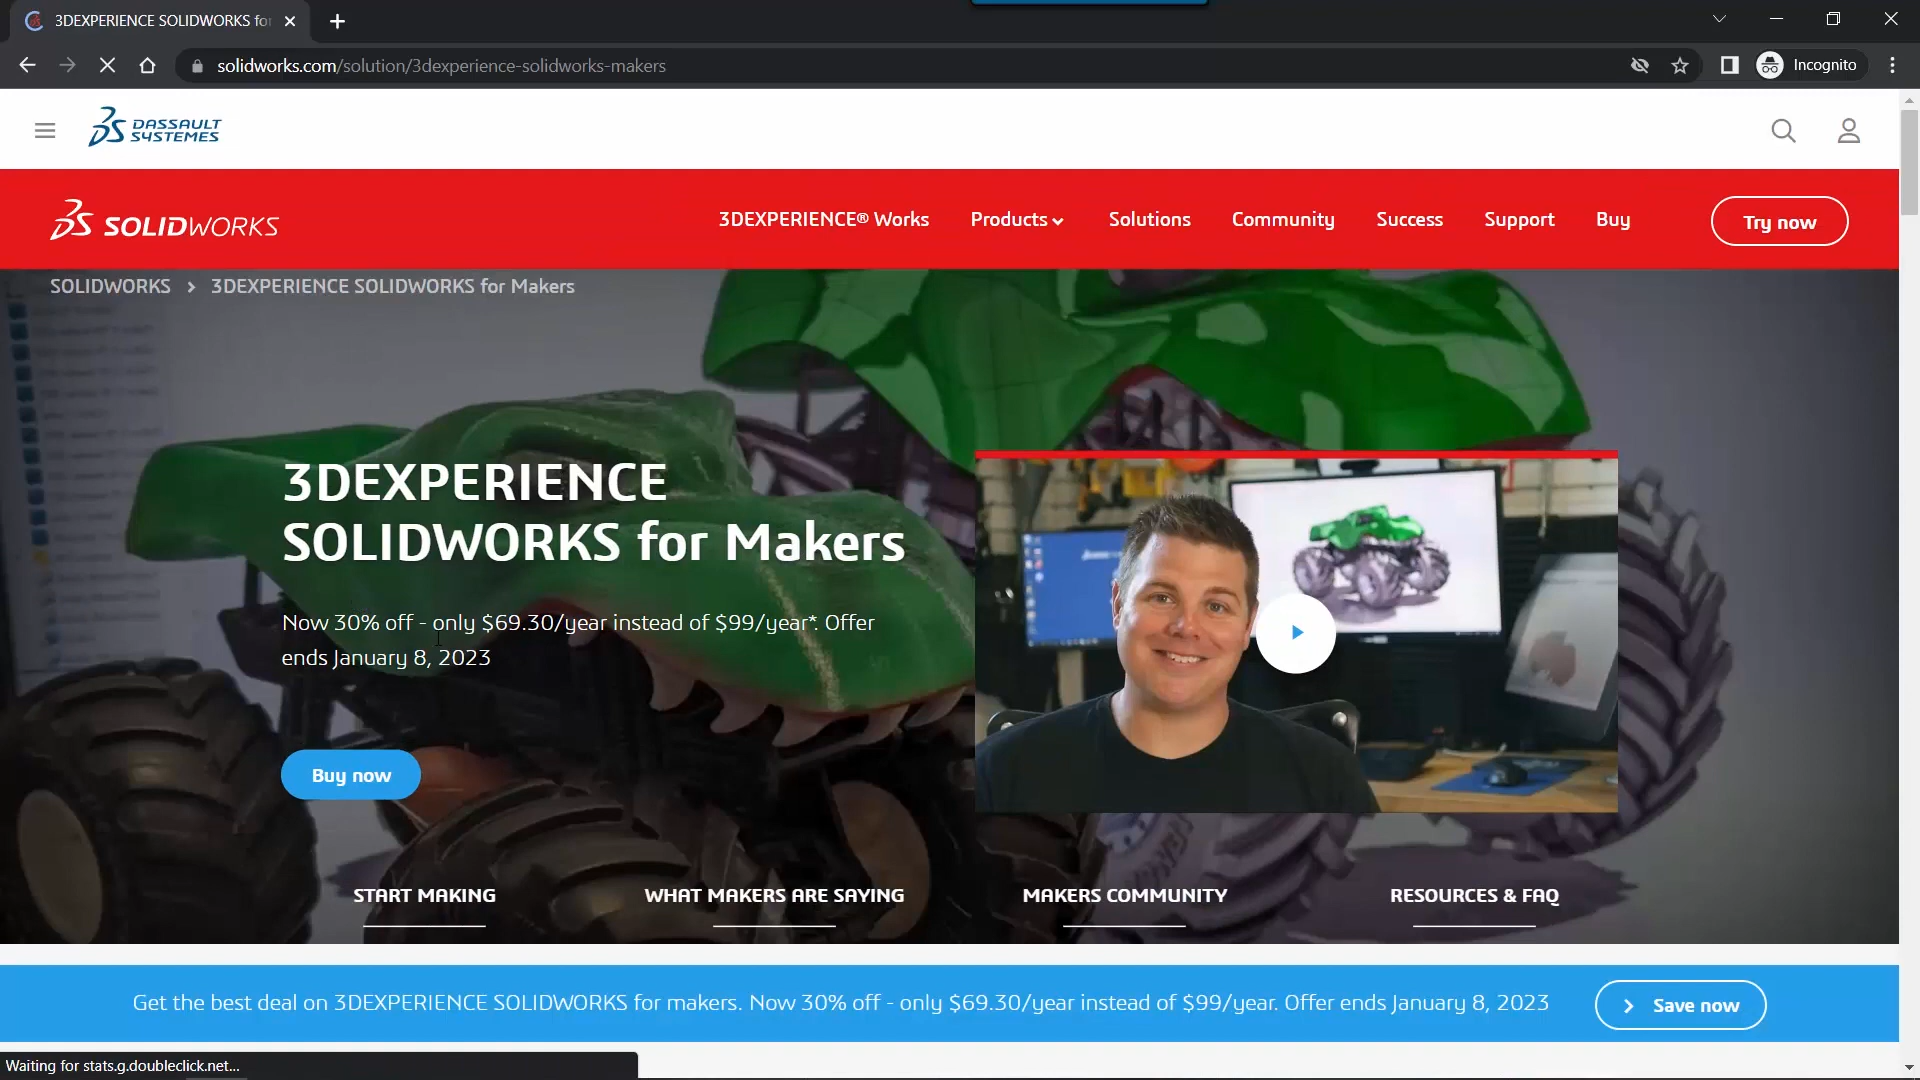 3DEXPERIENCE SOLIDWORKS fo
solidworks.com/solution/3dexperience-solidworks-makers
Incognito
DASSAULT
SYSTEMES
SOLIDWORKS
3DEXPERIENCE® Works
Products
Solutions
Community
Success
Support
Buy
Try now
SOLIDWORKS > 3DEXPERIENCE SOLIDWORKS for Makers
3DEXPERIENCE
SOLIDWORKS for Makers
Now 30% off - only $69.30/year instead of $99/year*. Offer
ends January 8, 2023
Buy now
START MAKING
WHAT MAKERS ARE SAYING
MAKERS COMMUNITY
RESOURCES & FAQ
Get the best deal on 3DEXPERIENCE SOLIDWORKS for makers. Now 30% off - only $69.30/year instead of $99/year. Offer ends January 8, 2023
Save now
Waiting for stats.g.doubleclick.net...